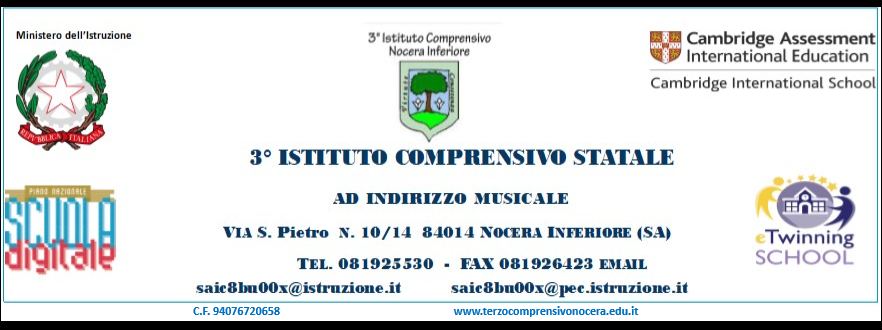 Ministero dell'Istruzione
REPVBBLICA ITALIANA
3° Istituto Comprensivo
Nocera Inferiore
Cambridge Assessment
International Education
Cambridge International School
3° ISTITUTO COMPRENSIVO STATALE
AD INDIRIZZO MUSICALE
VIA S. Pietro N. 10/14 84014 NOCERA INFERIORE (SA)
TEL. 081925530 - FAX 081926423 EMAIL
saic8bu00x@istruzione.it saic8bu00x@pec.istruzione.it
PIANO NAZIONALE
SCUOLA
digitale
eTwinning
SCHOOL
C.F. 94076720658 www.terzocomprensivonocera.edu.it